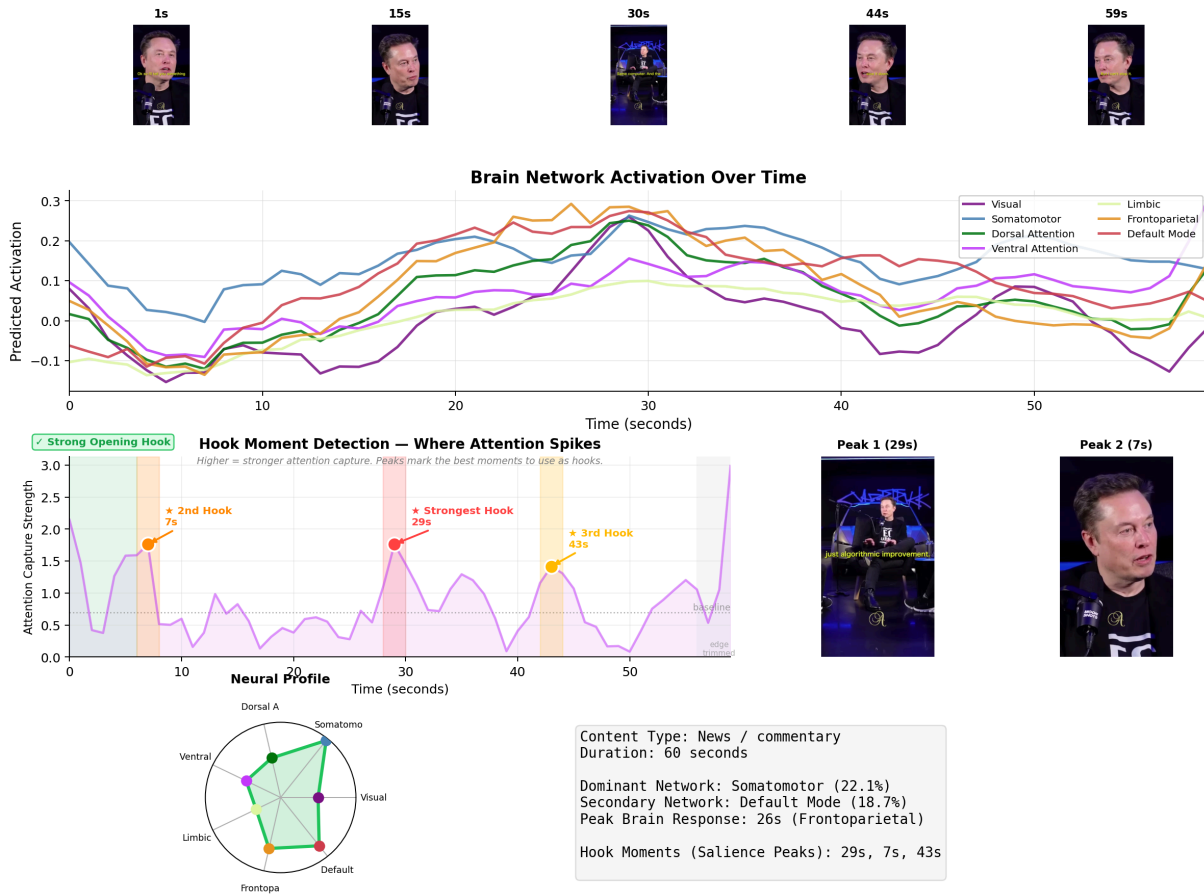 1s
15s
30s
44s
59s
Brain Network Activation Over Time
Predicted Activation
0.3
0.2
0.1
0.0
−0.1
0
10
20
30
40
50
Time (seconds)
Visual
Somatomotor
Dorsal Attention
Ventral Attention
Limbic
Frontoparietal
Default Mode
✓ Strong Opening Hook
Hook Moment Detection — Where Attention Spikes
Higher = stronger attention capture. Peaks mark the best moments to use as hooks.
Attention Capture Strength
3.0
2.5
2.0
1.5
1.0
0.5
0.0
★ 2nd Hook
7s
★ Strongest Hook
29s
★ 3rd Hook
43s
baseline
edge
trimmed
0
10
20
30
40
50
Time (seconds)
Peak 1 (29s)
CYBERTRUCK
just algorithmic improvement.
Peak 2 (7s)
Neural Profile
Dorsal A
Somatomo
Ventral
Visual
Limbic
Default
Frontopa
Content Type: News / commentary
Duration: 60 seconds
Dominant Network: Somatomotor (22.1%)
Secondary Network: Default Mode (18.7%)
Peak Brain Response: 26s (Frontoparietal)
Hook Moments (Salience Peaks): 29s, 7s, 43s